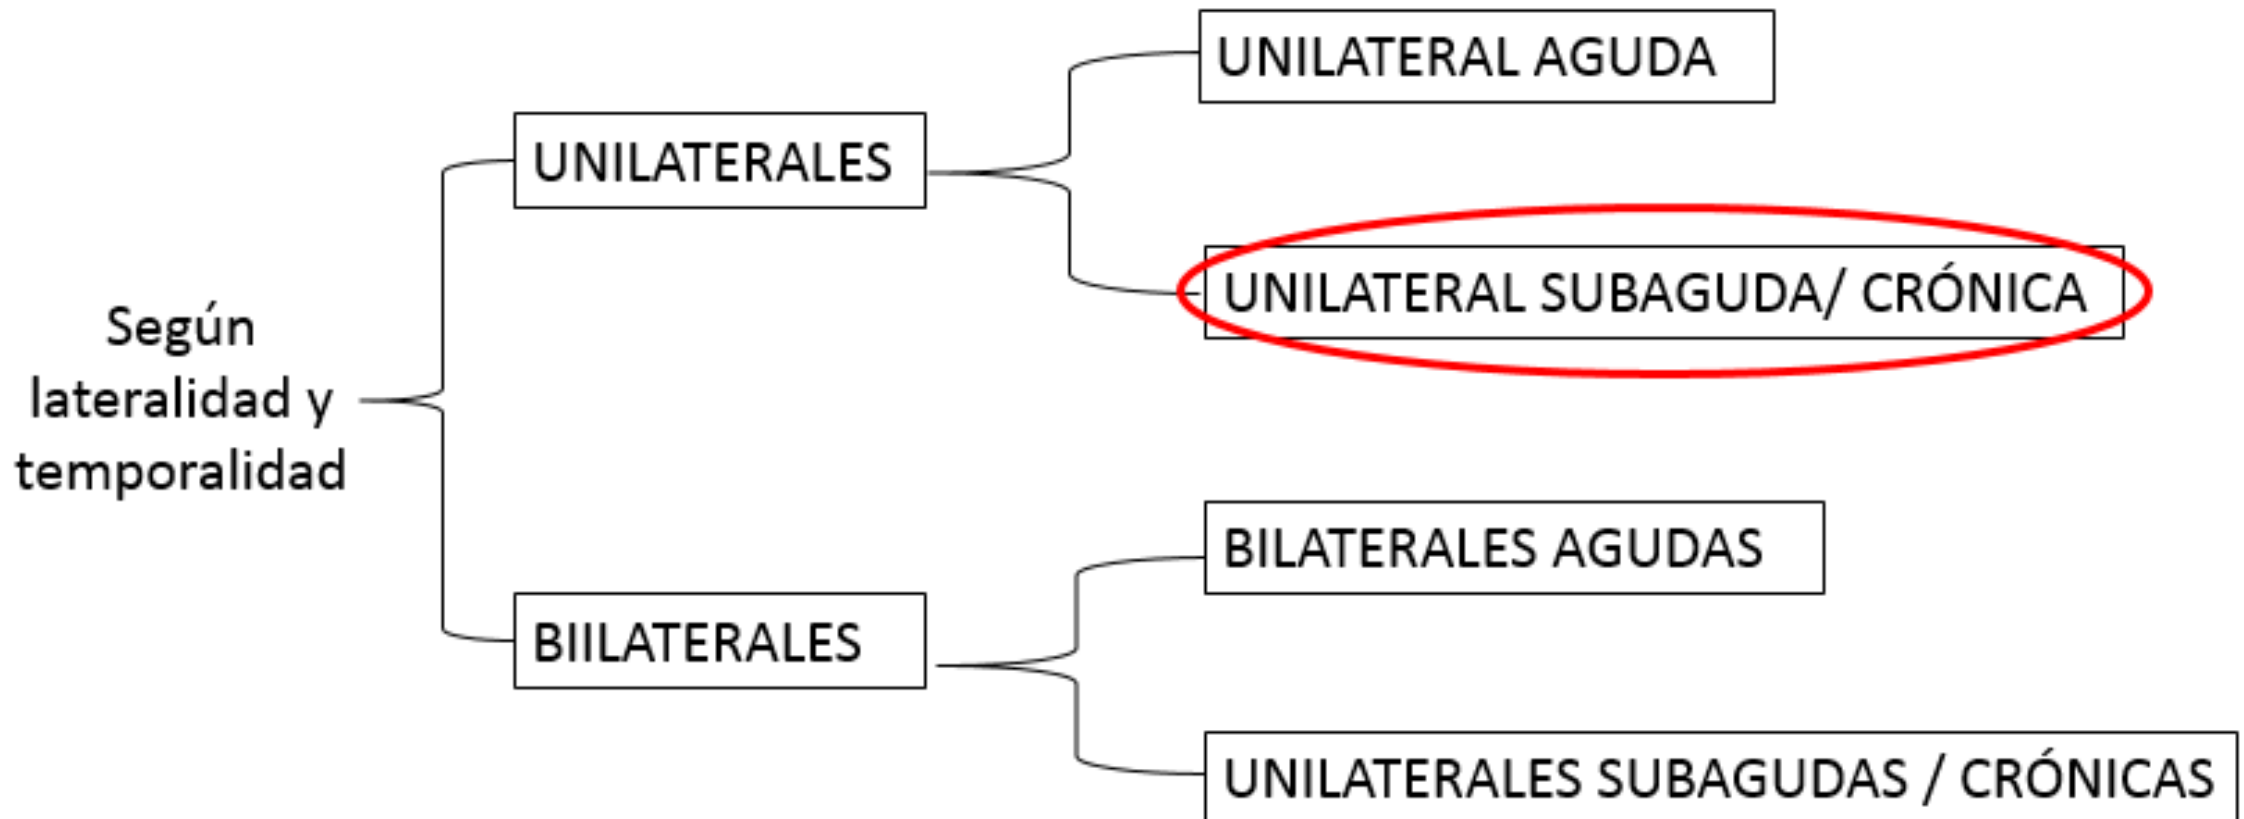 Según
lateralidad y
temporalidad
UNILATERALES
UNILATERAL AGUDA
UNILATERAL SUBAGUDA/ CRÓNICA
BIILATERALES
BILATERALES AGUDAS
UNILATERALES SUBAGUDAS / CRÓNICAS